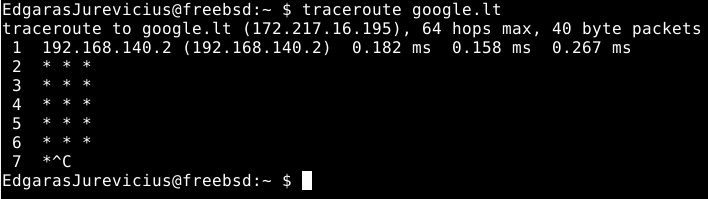 EdgarasJurevicius@freebsd:~ $ traceroute google.lt
traceroute to google.lt (172.217.16.195), 64 hops max, 40 byte packets
 1  192.168.140.2 (192.168.140.2)  0.182 ms  0.158 ms  0.267 ms
 2  * * *
 3  * * *
 4  * * *
 5  * * *
 6  * * *
 7  *^C
EdgarasJurevicius@freebsd:~ $